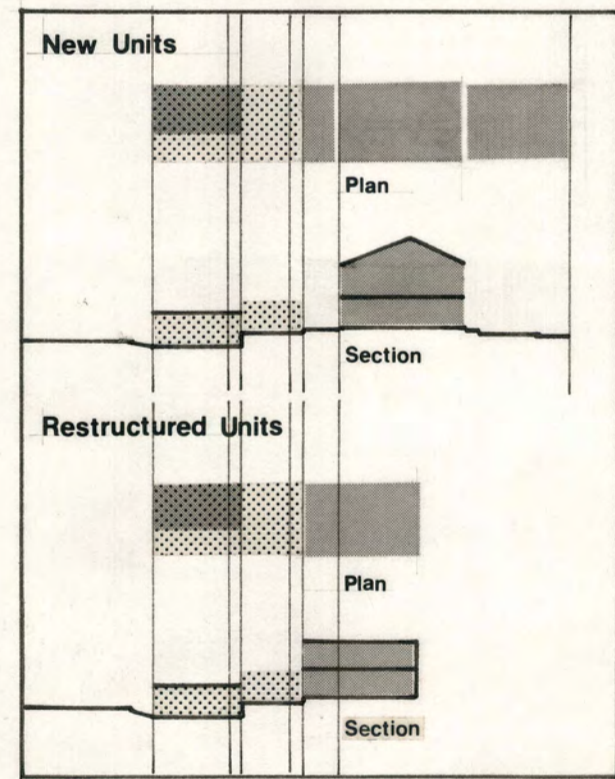 New Units
Plan
Section
Restructured Units
Plan
Section